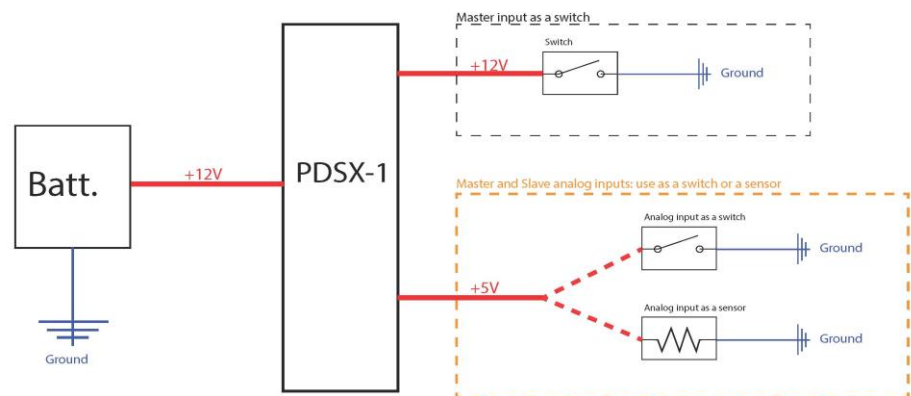 Master input as a switch
Switch
+12V
Ground
PDSX-1
Batt.
+12V
Ground
Master and Slave analog inputs: use as a switch or a sensor
Analog input as a switch
Ground
+5V
Analog input as a sensor
Ground